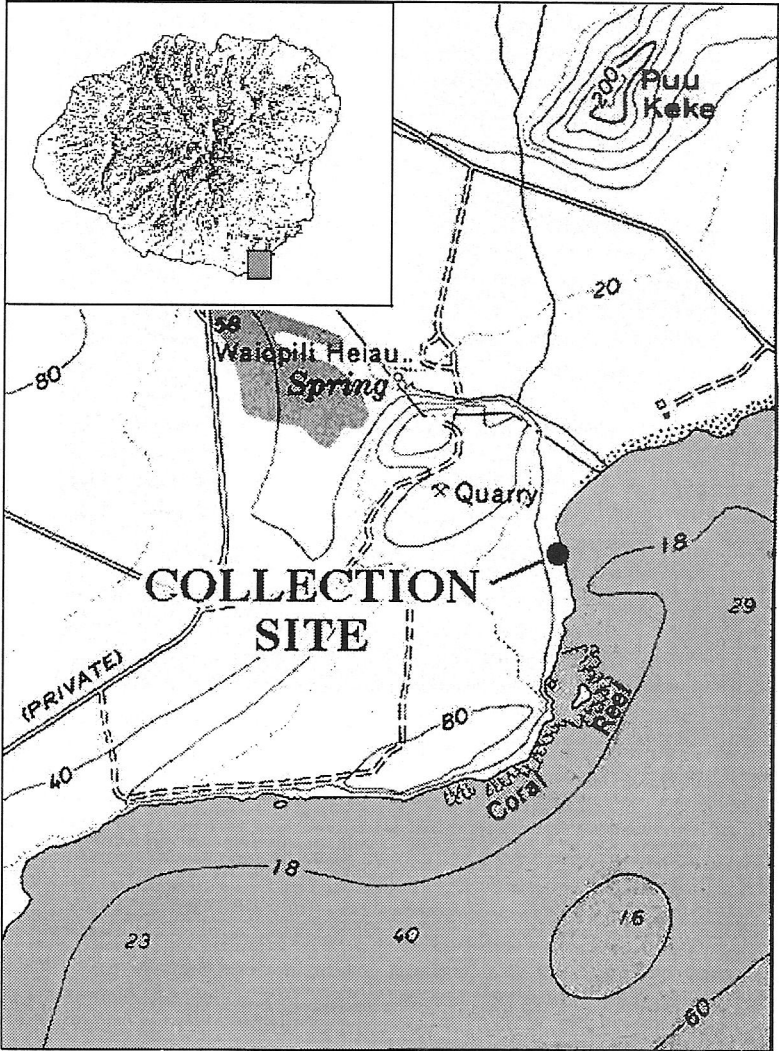 200
Puu
Keke
20
58
Waiopili Heiau..
Spring
80
Quarry
18
COLLECTION
SITE
29
(PRIVATE)
Reef
80
40
Coral
18
16
23
40
60